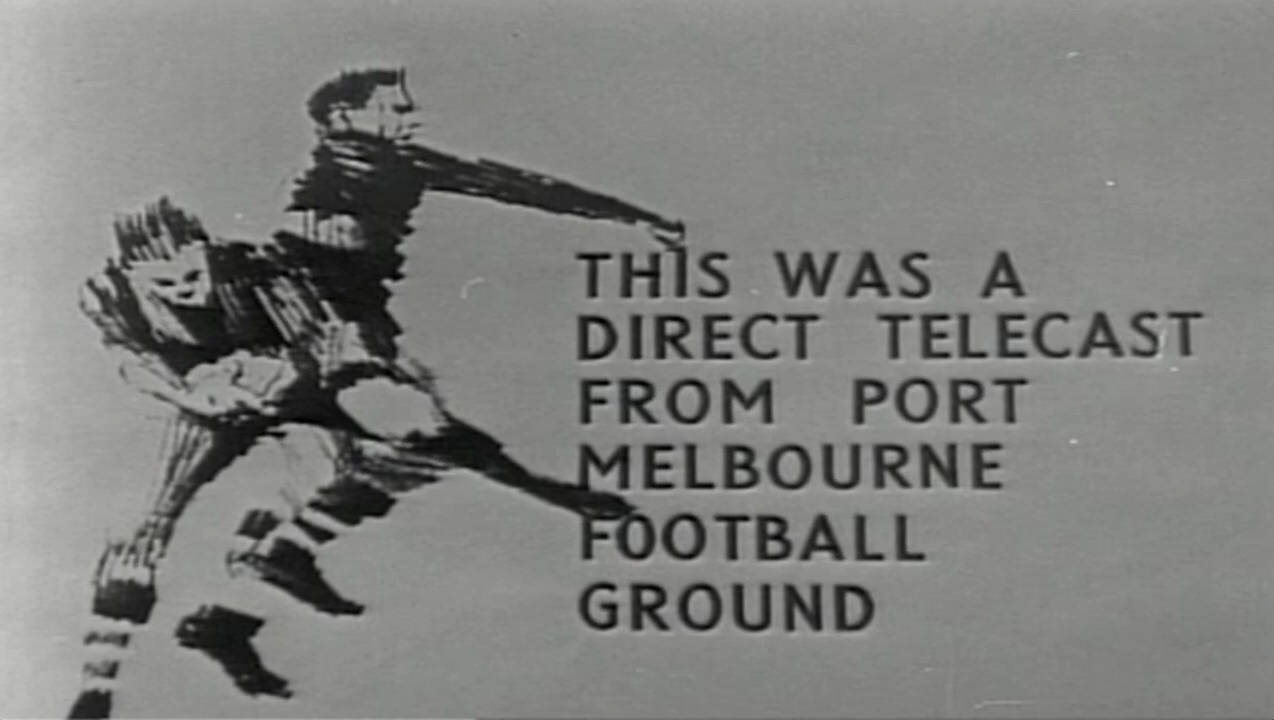 THIS WAS A
DIRECT TELECAST
FROM PORT
MELBOURNE
FOOTBALL
GROUND